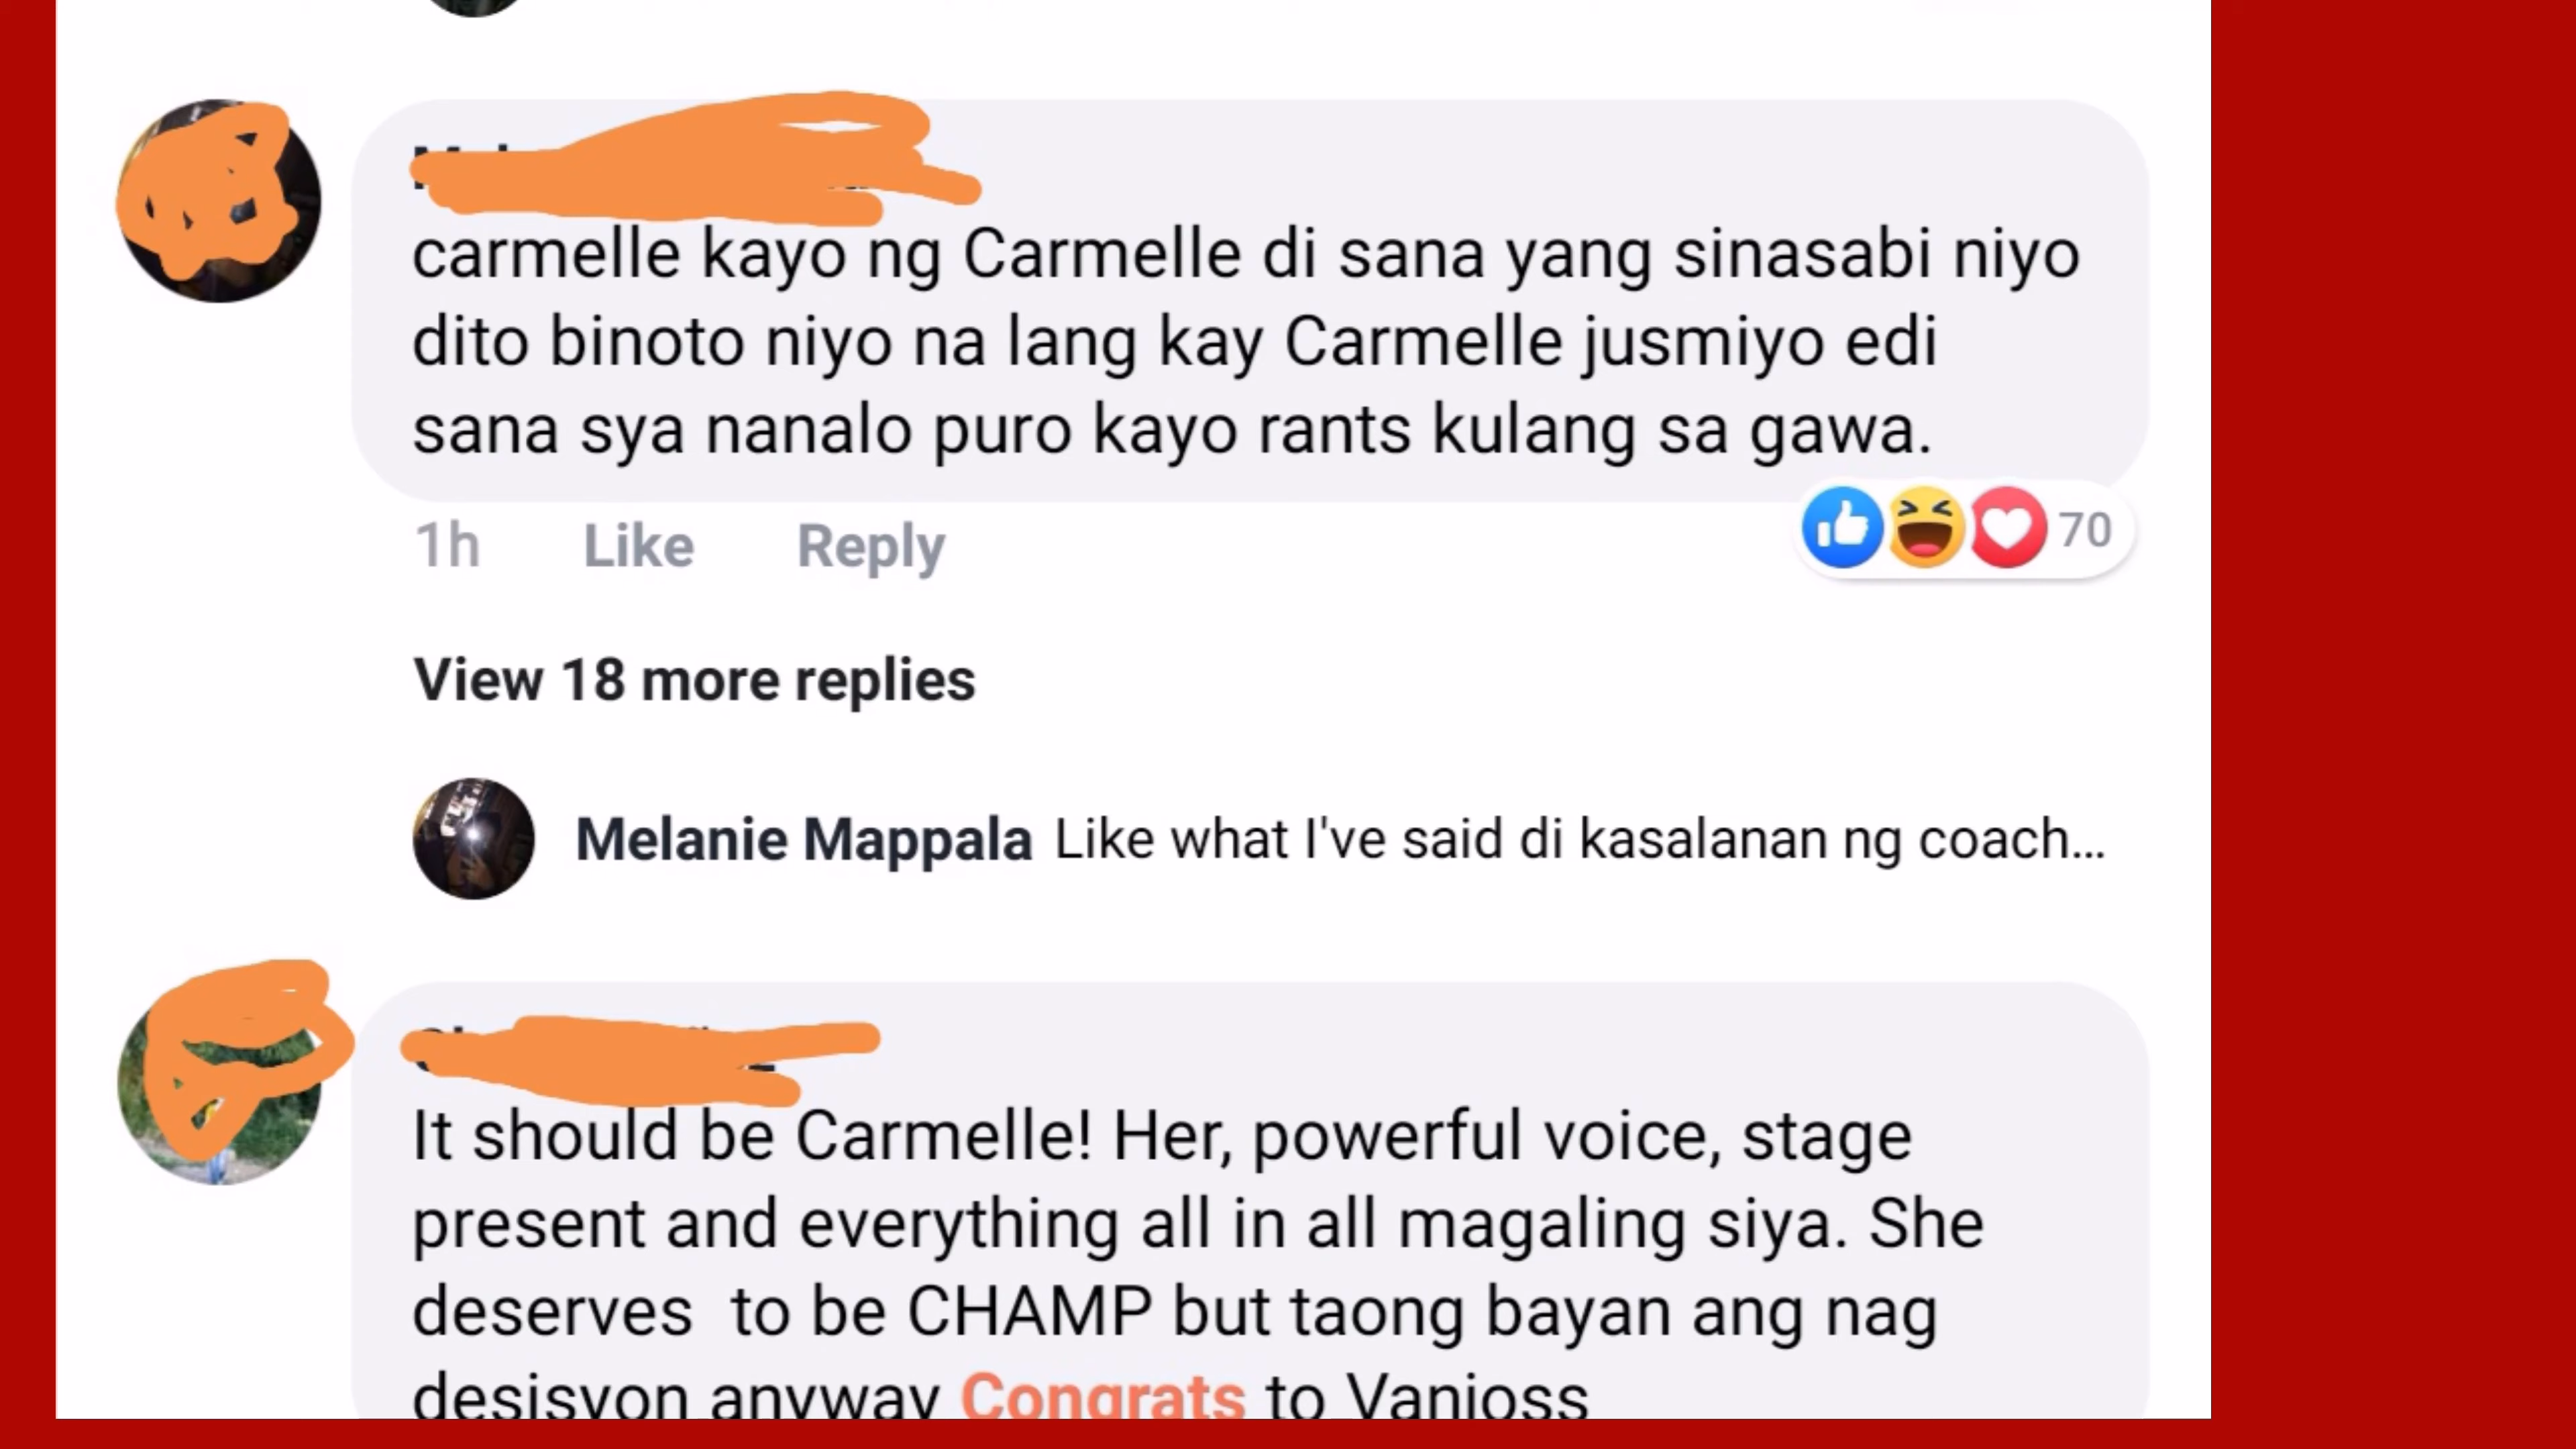 carmelle kayo ng Carmelle di sana yang sinasabi niyo
dito binoto niyo na lang kay Carmelle jusmiyo edi
sana sya nanalo puro kayo rants kulang sa gawa.
1h Like Reply 70
View 18 more replies
Melanie Mappala Like what I've said di kasalanan ng coach...
It should be Carmelle! Her, powerful voice, stage
present and everything all in all magaling siya. She
deserves to be CHAMP but taong bayan ang nag
desisyon anyway Congrats to Vanjoss